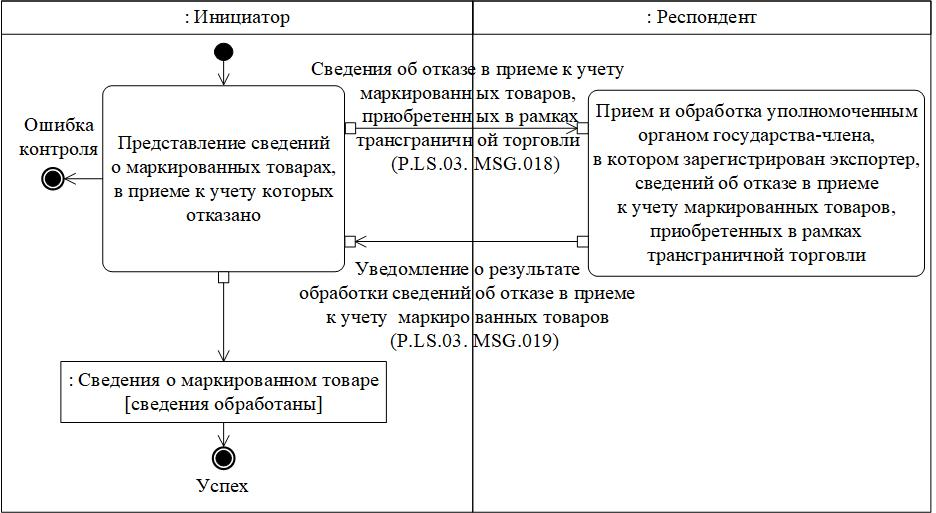 : Инициатор
: Респондент
Сведения об отказе в приеме к учету
маркированных товаров,
приобретенных в рамках
трансграничной торговли
(P.LS.03. MSG.018)
Ошибка
контроля
Представление сведений
о маркированных товарах,
в приеме к учету которых
отказано
Прием и обработка уполномоченным
органом государства-члена,
в котором зарегистрирован экспортер,
сведений об отказе в приеме
к учету маркированных товаров,
приобретенных в рамках
трансграничной торговли
Уведомление о результате
обработки сведений об отказе в приеме
к учету маркированных товаров
(P.LS.03. MSG.019)
: Сведения о маркированном товаре
[сведения обработаны]
Успех